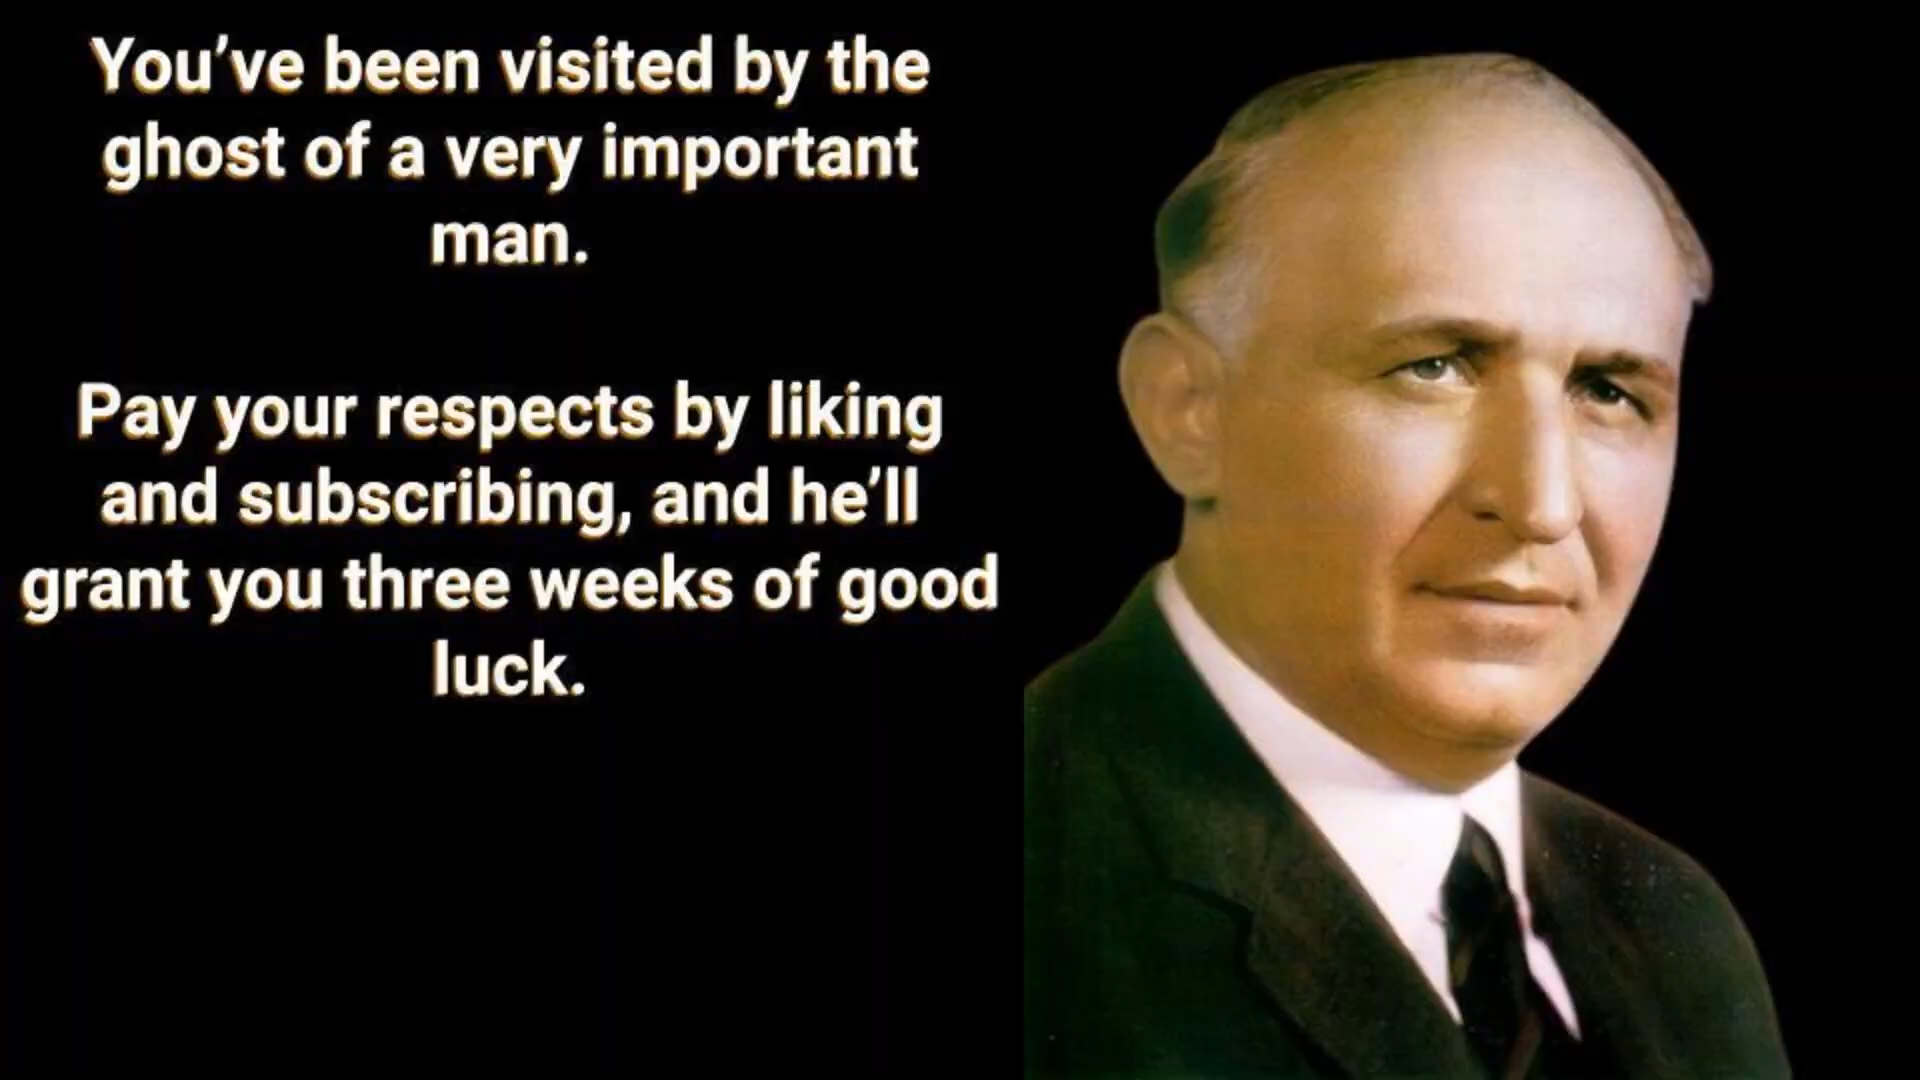 You’ve been visited by the
ghost of a very important
man.
Pay your respects by liking
and subscribing, and he’ll
grant you three weeks of good
luck.